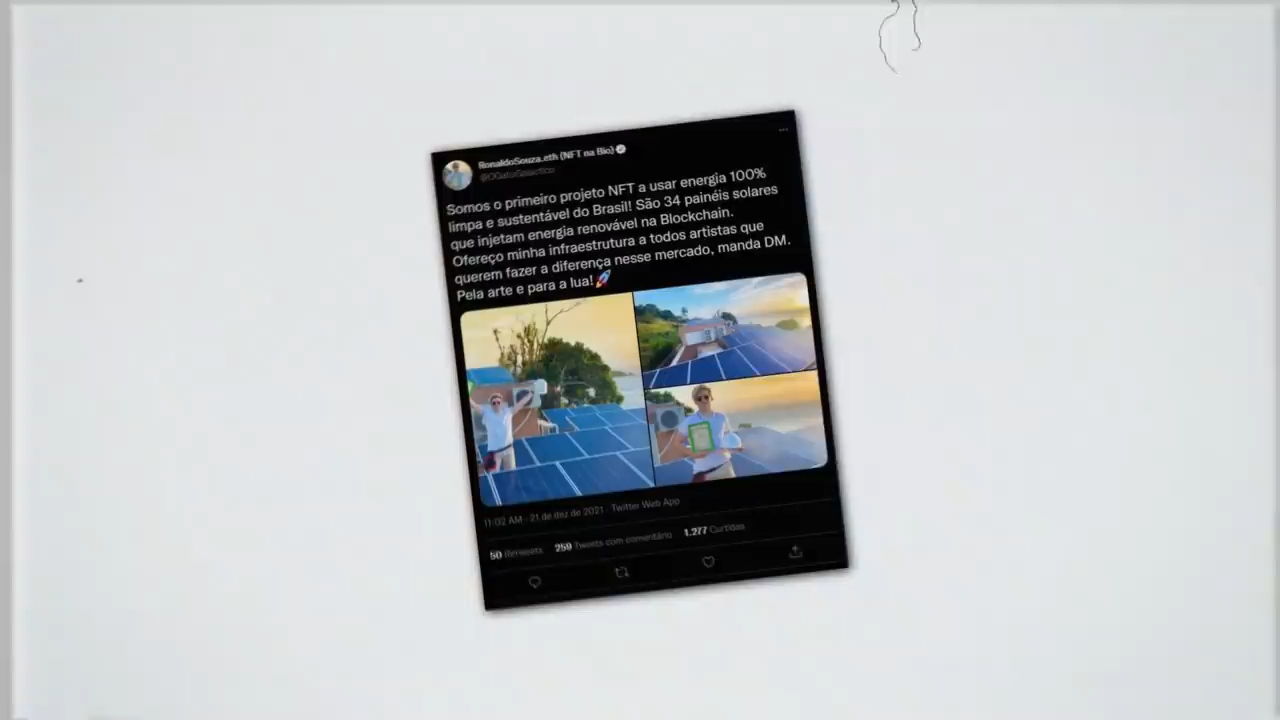 RonaldoSouza.eth (NFT na Bio)
@OGatoGalactico
Somos o primeiro projeto NFT a usar energia 100%
limpa e sustentável do Brasil! São 34 painéis solares
que injetam energia renovável na Blockchain.
Ofereço minha infraestrutura a todos artistas que
querem fazer a diferença nesse mercado, manda DM.
Pela arte e para a lua!🚀
11:02 AM · 21 de dez de 2021 · Twitter Web App
50 Retweets 259 Tweets com comentário 1.277 Curtidas